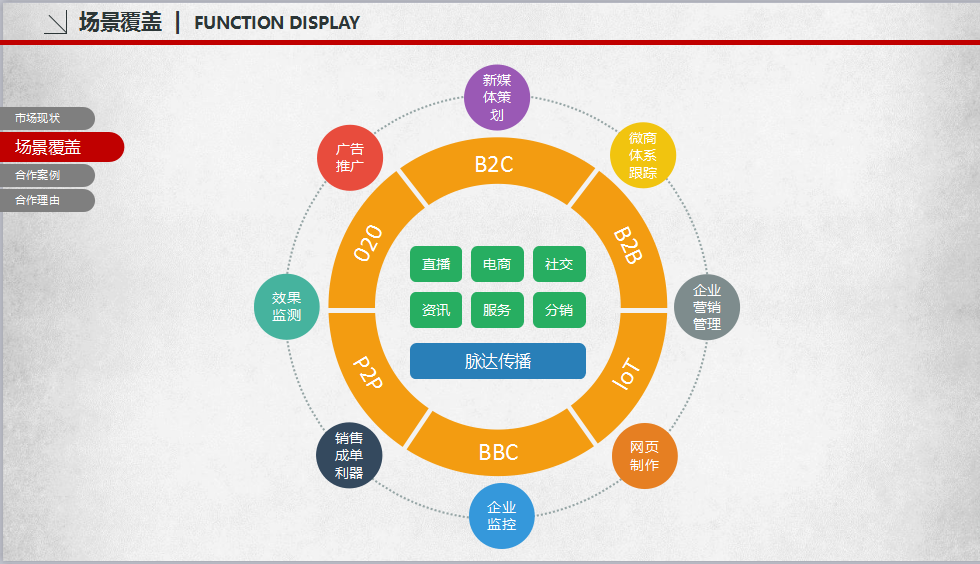 场景覆盖 | FUNCTION DISPLAY
市场现状
场景覆盖
合作案例
合作理由
新媒
体策
划
微商
体系
跟踪
企业
营销
管理
网页
制作
企业
监控
销售
成单
利器
效果
监测
广告
推广
B2C
B2B
IoT
BBC
P2P
O2O
直播
电商
社交
资讯
服务
分销
脉达传播